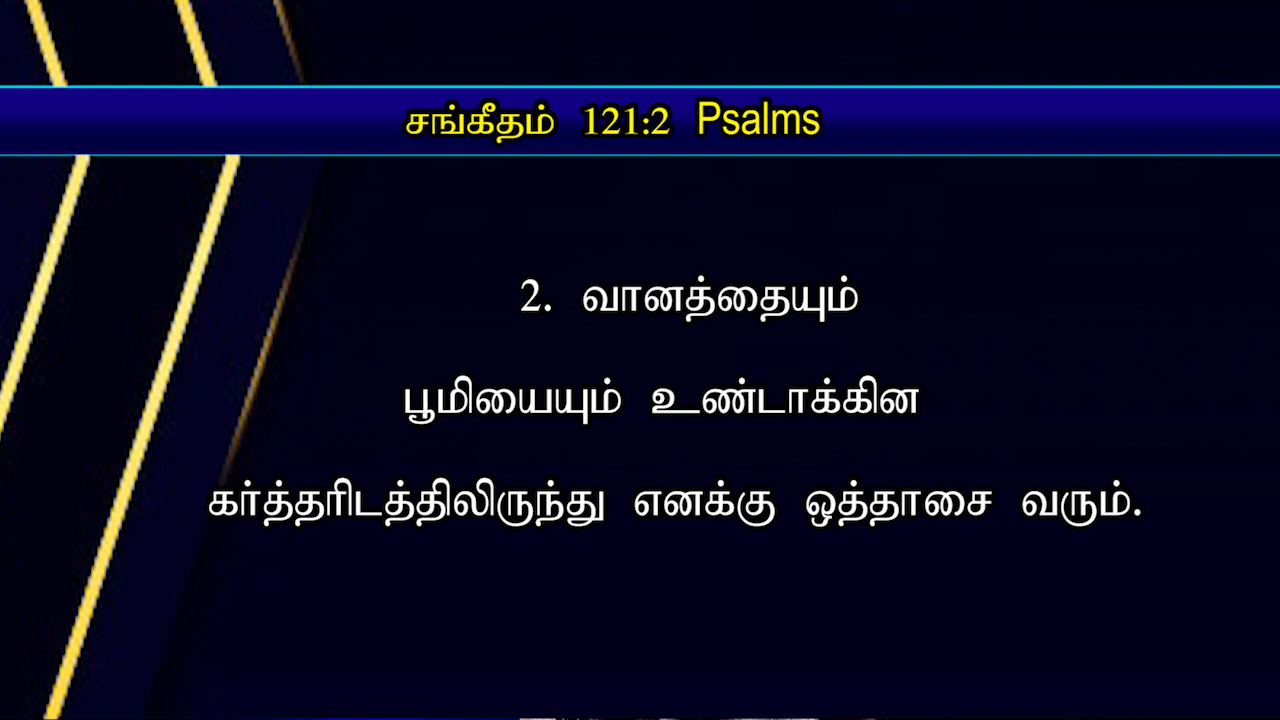 சங்கீதம் 121:2 Psalms
2. வானத்தையும்
பூமியையும் உண்டாக்கின
கர்த்தரிடத்திலிருந்து எனக்கு ஒத்தாசை வரும்.